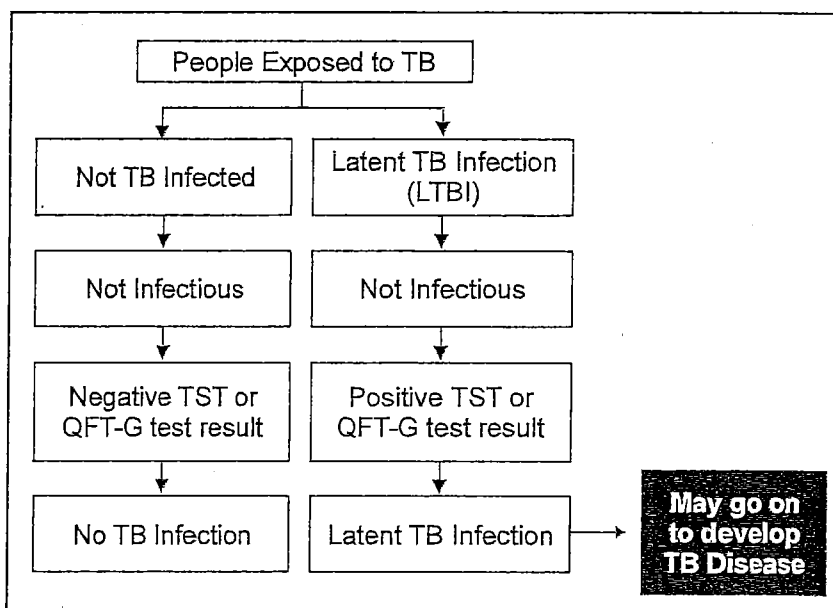 People Exposed to TB
Not TB Infected
Latent TB Infection
(LTBI)
Not Infectious
Not Infectious
Negative TST or
QFT-G test result
Positive TST or
QFT-G test result
No TB Infection
Latent TB Infection
May go on
to develop
TB Disease